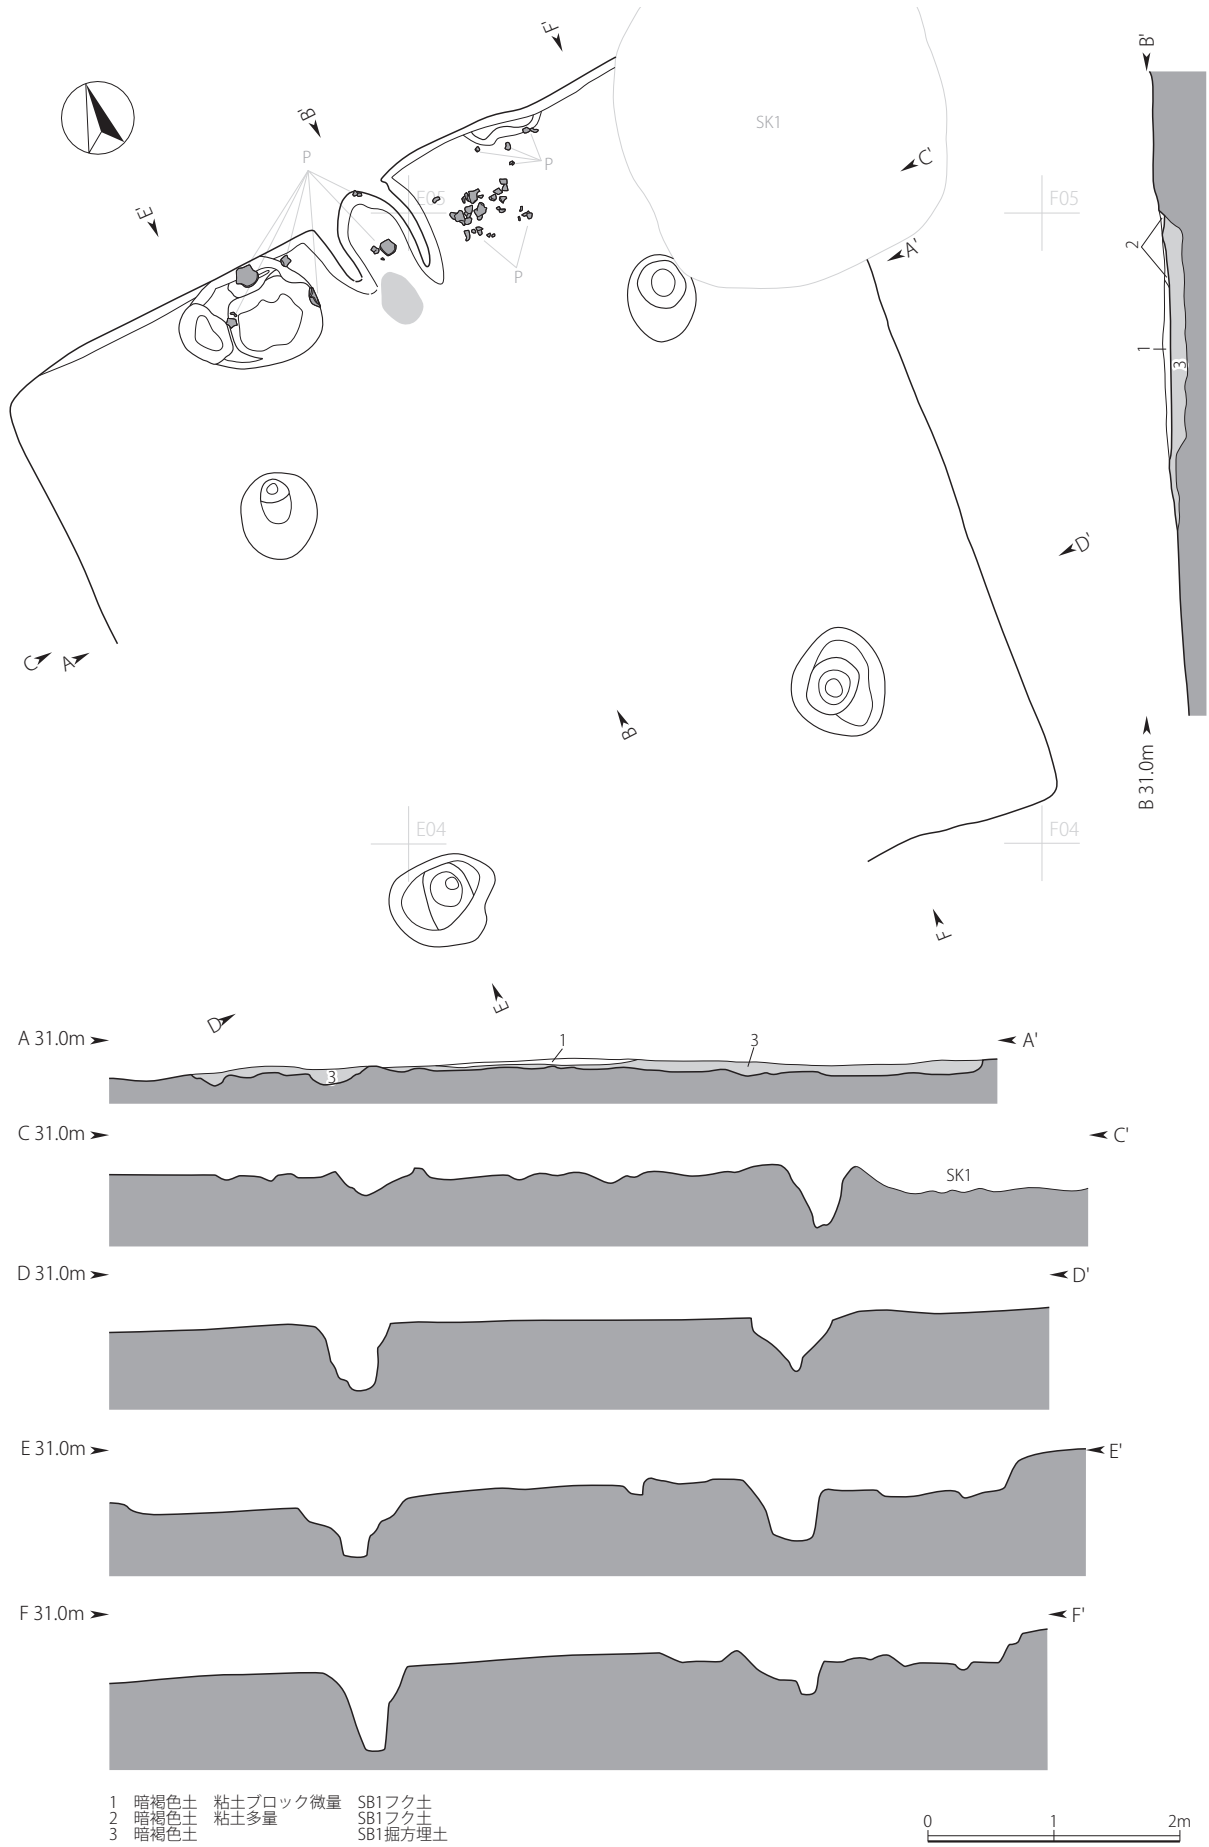 F'
B'
P
SK1
C'
P
E'
E05
F05
A'
P
B'
2
1
3
D'
C
A
B
B 31.0m
E04
F04
F
E
D
A 31.0m
1
3
A'
3
C 31.0m
C'
SK1
D 31.0m
D'
E 31.0m
E'
F 31.0m
F'
1 暗褐色土 粘土ブロック微量 SB1フク土
2 暗褐色土 粘土多量 SB1フク土
3 暗褐色土 SB1掘方埋土
0 1 2m